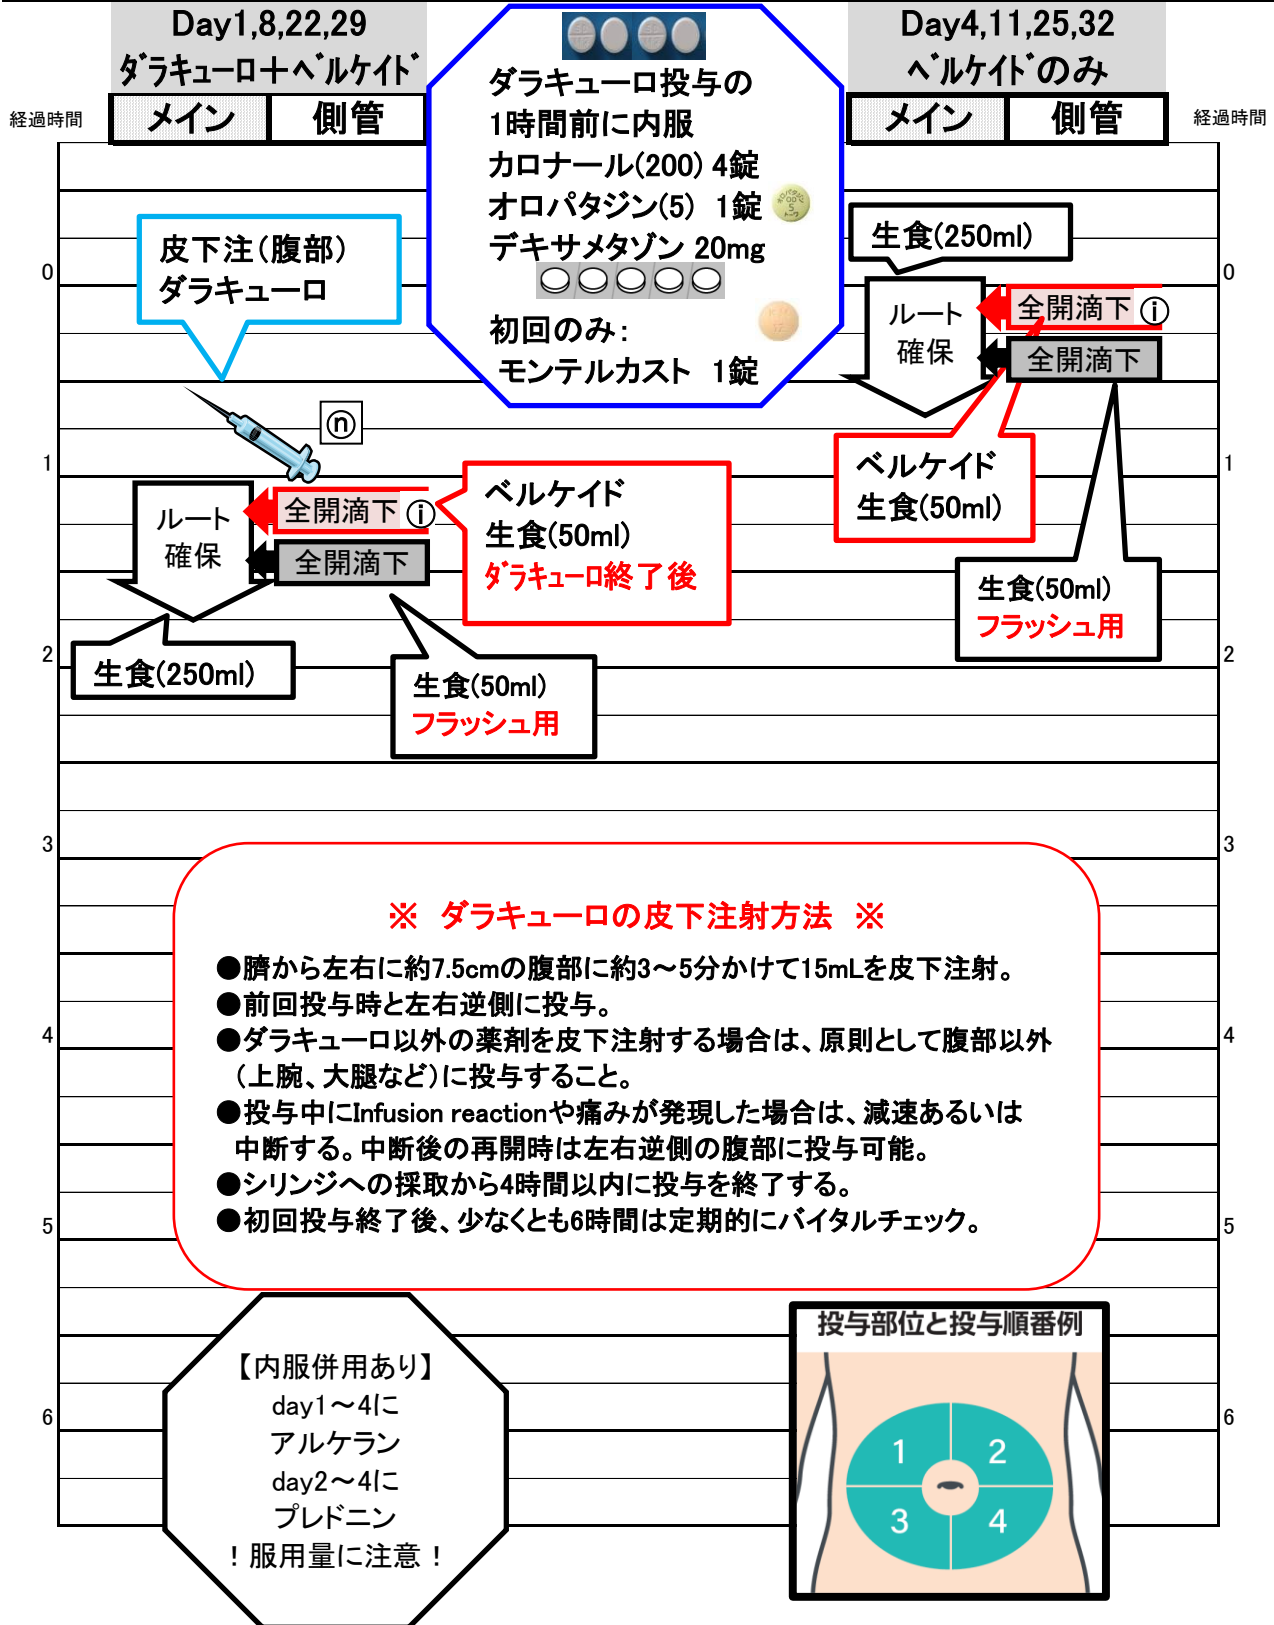 Day1,8,22,29
ダラキューロ＋ベルケイド
経過時間
メイン
側管
ダラキューロ投与の
1時間前に内服
カロナール(200) 4錠
オロパタジン(5) 1錠
デキサメタゾン 20mg
初回のみ：
モンテルカスト 1錠
Day4,11,25,32
ベルケイドのみ
メイン
側管
経過時間
皮下注(腹部)
ダラキューロ
ⓝ
生食(250ml)
ルート
確保
全開滴下 ⓘ
全開滴下
ベルケイド
生食(50ml)
生食(50ml)
フラッシュ用
ルート
確保
全開滴下 ⓘ
全開滴下
ベルケイド
生食(50ml)
ダラキューロ終了後
生食(250ml)
生食(50ml)
フラッシュ用
0
1
2
3
4
5
6
0
1
2
3
4
5
6
※ ダラキューロの皮下注射方法 ※
●臍から左右に約7.5cmの腹部に約3～5分かけて15mLを皮下注射。
●前回投与時と左右逆側に投与。
●ダラキューロ以外の薬剤を皮下注射する場合は、原則として腹部以外
（上腕、大腿など）に投与すること。
●投与中にInfusion reactionや痛みが発現した場合は、減速あるいは
中断する。中断後の再開時は左右逆側の腹部に投与可能。
●シリンジへの採取から4時間以内に投与を終了する。
●初回投与終了後、少なくとも6時間は定期的にバイタルチェック。
【内服併用あり】
day1～4に
アルケラン
day2～4に
プレドニン
！服用量に注意！
投与部位と投与順番例
1
2
3
4